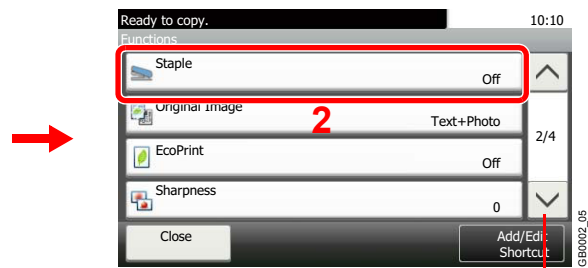 Ready to copy.
10:10
Functions
Staple
Off
Original Image
2
Text+Photo
2/4
EcoPrint
Off
Sharpness
0
Close
Add/Edit
Shortcut
GB0002_05